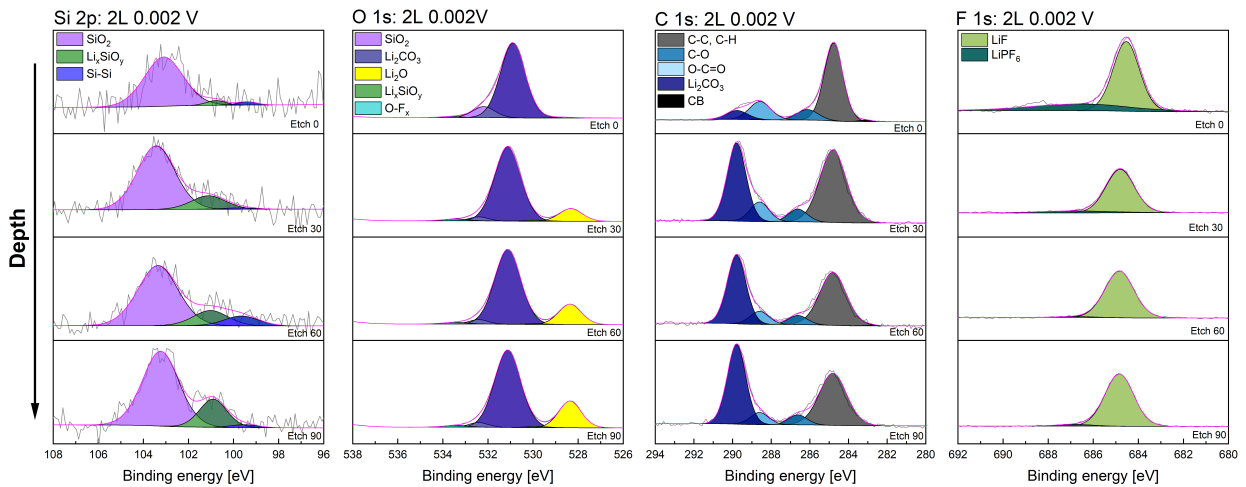 Si 2p: 2L 0.002 V
SiO2
LixSiOy
Si-Si
Etch 0
Etch 30
Etch 60
Etch 90
108 106 104 102 100 98 96
Binding energy [eV]
Depth
O 1s: 2L 0.002 V
SiO2
Li2CO3
Li2O
LixSiOy
O-Fx
Etch 0
Etch 30
Etch 60
Etch 90
538 536 534 532 530 528 526
Binding energy [eV]
C 1s: 2L 0.002 V
C-C, C-H
C-O
O-C=O
Li2CO3
CB
Etch 0
Etch 30
Etch 60
Etch 90
292 290 288 286 284 282 280
Binding energy [eV]
F 1s: 2L 0.002 V
LiF
LiPF6
Etch 0
Etch 30
Etch 60
Etch 90
692 690 688 686 684 682 680
Binding energy [eV]